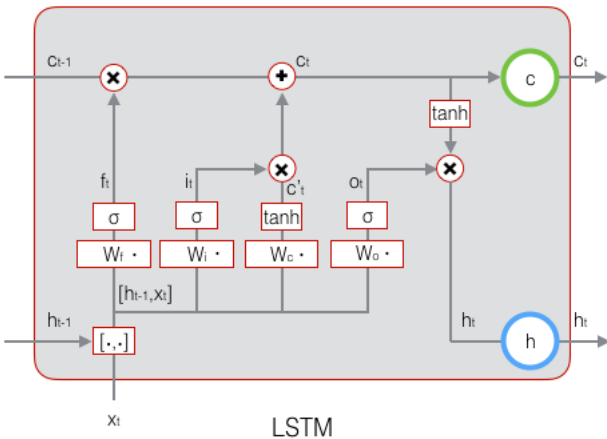 Ct-1
Ct
C
Ct
tanh
ft
it
C't
ot
σ
σ
tanh
σ
Wf ·
Wi ·
Wc ·
Wo ·
[ht-1,xt]
ht-1
[·,·]
ht
h
ht
xt
LSTM